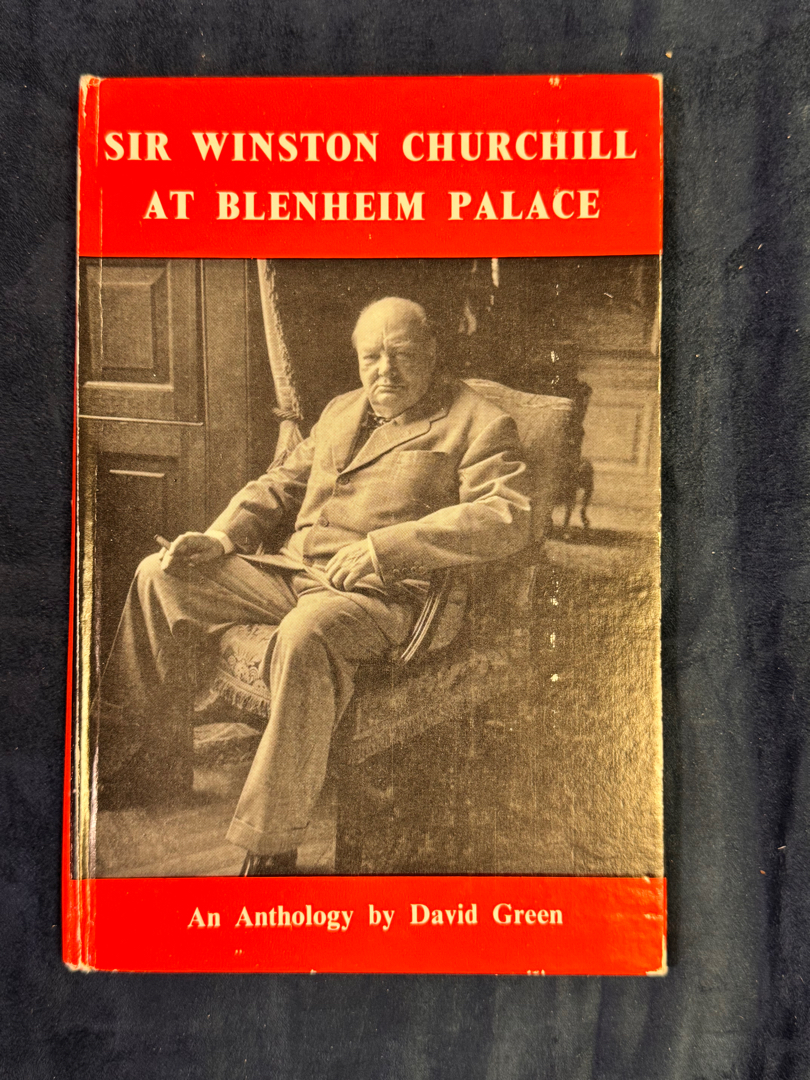 SIR WINSTON CHURCHILL
AT BLENHEIM PALACE
An Anthology by David Green